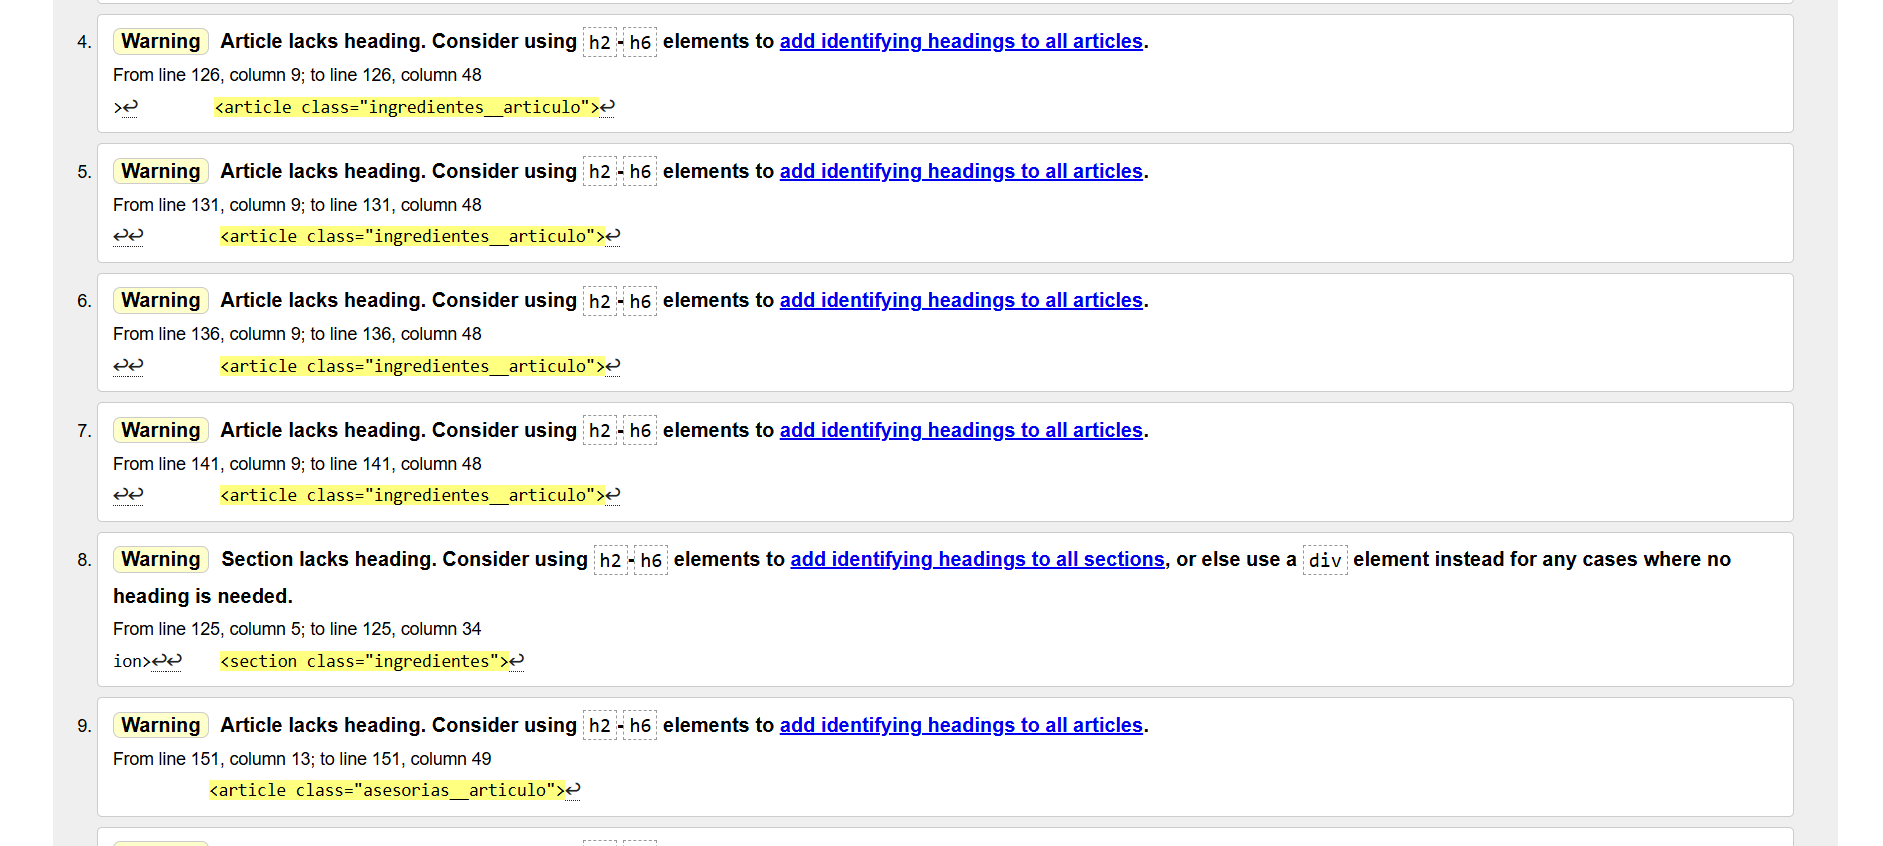 4. Warning Article lacks heading. Consider using h2-h6 elements to add identifying headings to all articles.
From line 126, column 9; to line 126, column 48
>↩ <article class="ingredientes__articulo">↩
5. Warning Article lacks heading. Consider using h2-h6 elements to add identifying headings to all articles.
From line 131, column 9; to line 131, column 48
↩↩ <article class="ingredientes__articulo">↩
6. Warning Article lacks heading. Consider using h2-h6 elements to add identifying headings to all articles.
From line 136, column 9; to line 136, column 48
↩↩ <article class="ingredientes__articulo">↩
7. Warning Article lacks heading. Consider using h2-h6 elements to add identifying headings to all articles.
From line 141, column 9; to line 141, column 48
↩↩ <article class="ingredientes__articulo">↩
8. Warning Section lacks heading. Consider using h2-h6 elements to add identifying headings to all sections, or else use a div element instead for any cases where no
heading is needed.
From line 125, column 5; to line 125, column 34
ion>↩↩ <section class="ingredientes">↩
9. Warning Article lacks heading. Consider using h2-h6 elements to add identifying headings to all articles.
From line 151, column 13; to line 151, column 49
<article class="asesorias__articulo">↩